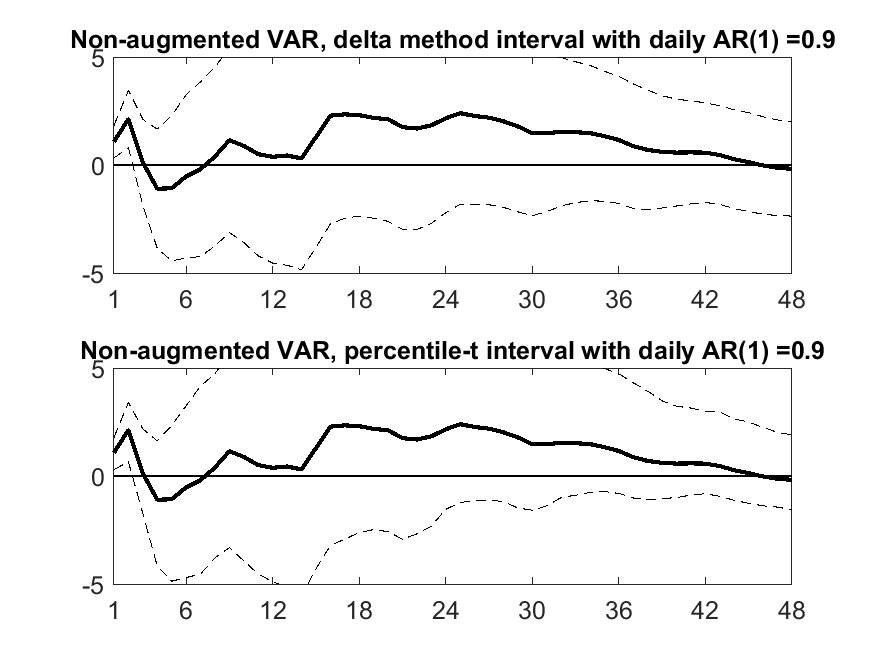 Non-augmented VAR, delta method interval with daily AR(1) =0.9
5
0
-5
1 6 12 18 24 30 36 42 48
Non-augmented VAR, percentile-t interval with daily AR(1) =0.9
5
0
-5
1 6 12 18 24 30 36 42 48